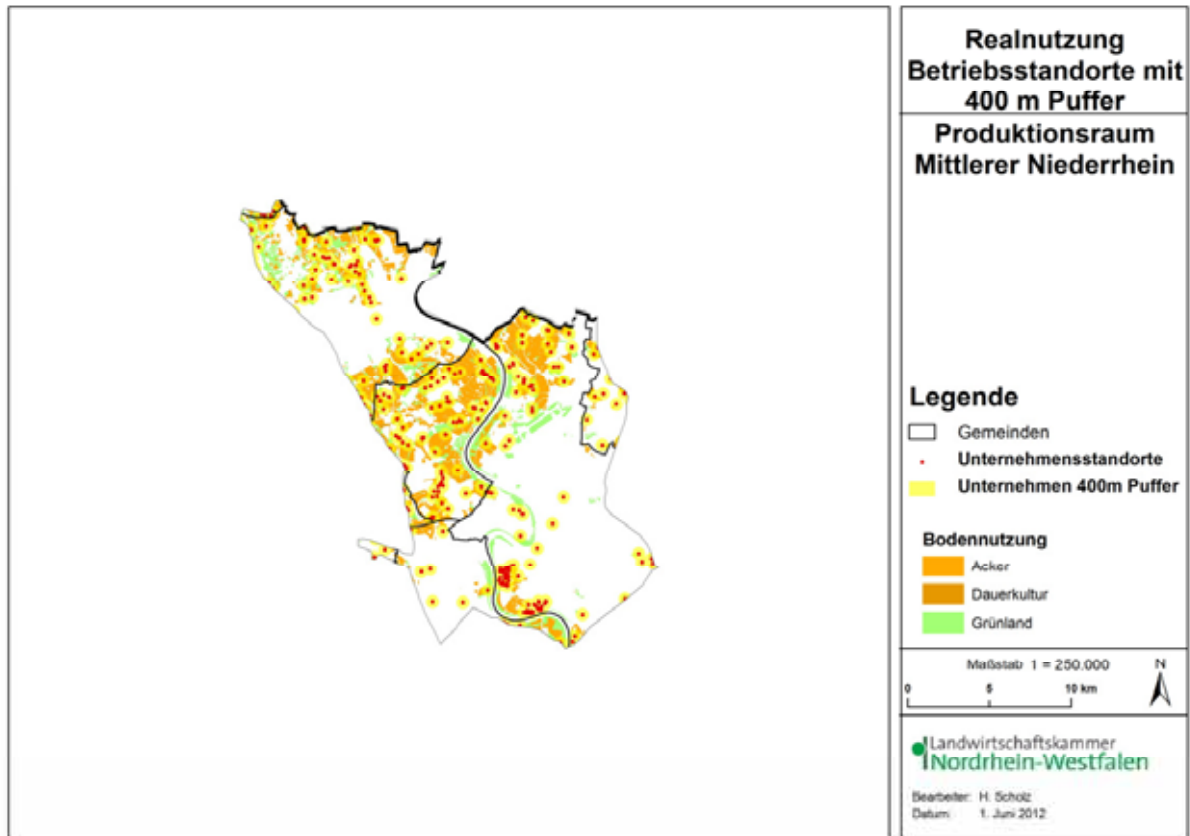 Realnutzung
Betriebsstandorte mit
400 m Puffer
Produktionsraum
Mittlerer Niederrhein
Legende
Gemeinden
Unternehmensstandorte
Unternehmen 400m Puffer
Bodennutzung
Acker
Dauerkultur
Grünland
Maßstab 1 = 250.000
N
0 5 10 km
Landwirtschaftskammer
Nordrhein-Westfalen
Bearbeiter: H. Scholz
Datum: 1. Juni 2012